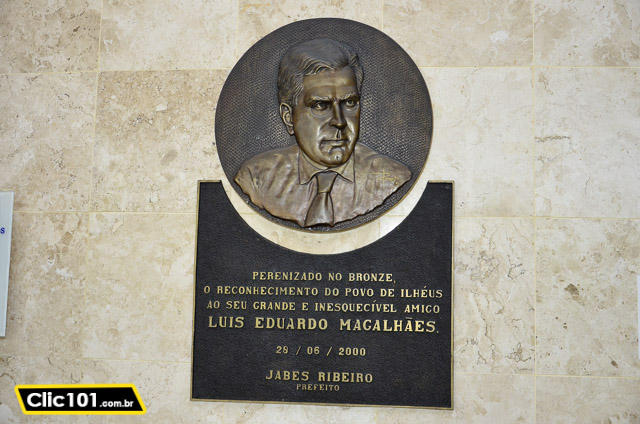 PERENIZADO NO BRONZE,
O RECONHECIMENTO DO POVO DE ILHÉUS
AO SEU GRANDE E INESQUECÍVEL AMIGO
LUIS EDUARDO MAGALHÃES.
28 / 06 / 2000
JABES RIBEIRO
PREFEITO
Clic101.com.br